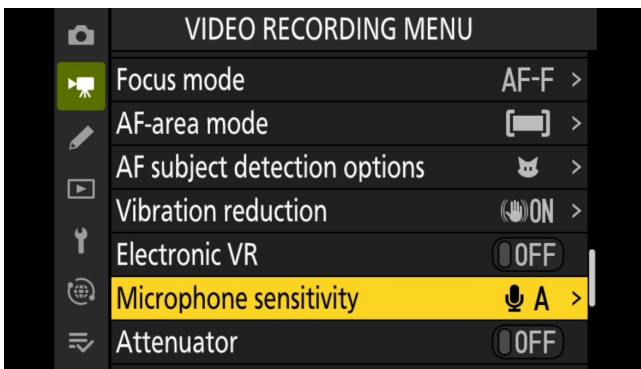 VIDEO RECORDING MENU
Focus mode AF-F >
AF-area mode >
AF subject detection options >
Vibration reduction ON >
Electronic VR OFF
Microphone sensitivity A >
Attenuator OFF